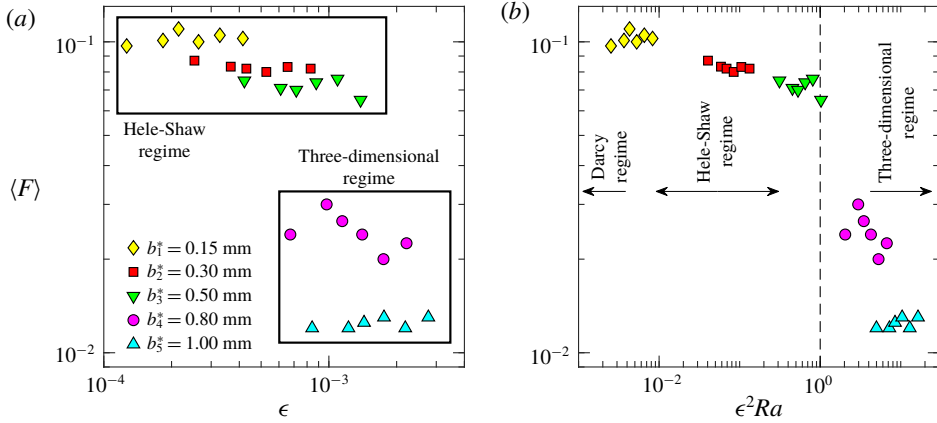 (a)
10⁻¹
Hele-Shaw
regime
Three-dimensional
regime
⟨F⟩
b₁* = 0.15 mm
b₂* = 0.30 mm
b₃* = 0.50 mm
b₄* = 0.80 mm
b₅* = 1.00 mm
10⁻²
10⁻⁴
10⁻³
ϵ
(b)
10⁻¹
Darcy
regime
Hele-Shaw
regime
Three-dimensional
regime
10⁻²
10⁻²
10⁰
ϵ²Ra